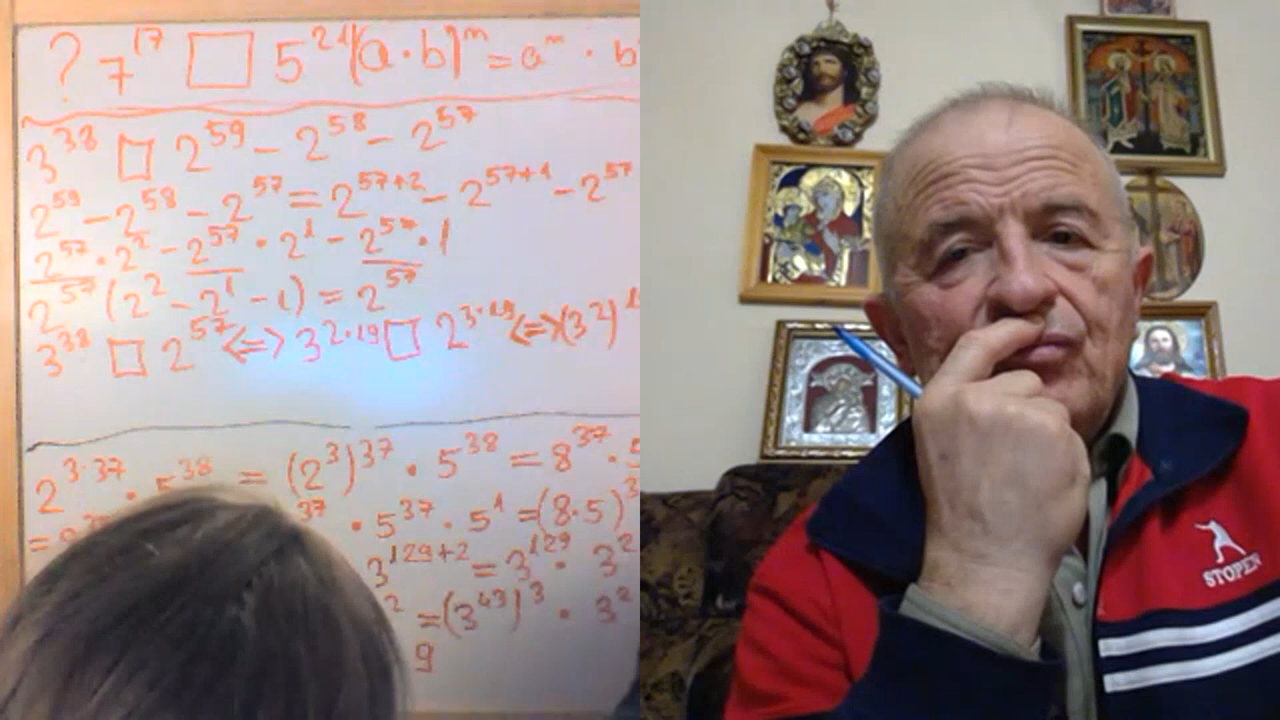 ? 7^17 □ 5^21 (a·b)^m = a^m · b
3^38 □ 2^59 - 2^58 - 2^57
2^59 - 2^58 - 2^57 = 2^57+2 - 2^57+1 - 2^57
2^57 · 2^2 - 2^57 · 2^1 - 2^57 · 1
2^57 (2^2 - 2^1 - 1) = 2^57
3^38 □ 2^57 <=> 3^2·19 □ 2^3·19 <=> (3^2)
2^3·37 · 5^38 = (2^3)^37 · 5^38 = 8^37 ·
= 37 · 5^37 · 5^1 = (8·5)
3^129+2 = 3^129 · 3^2
2 = (3^43)^3 · 3^2
9
STOPER